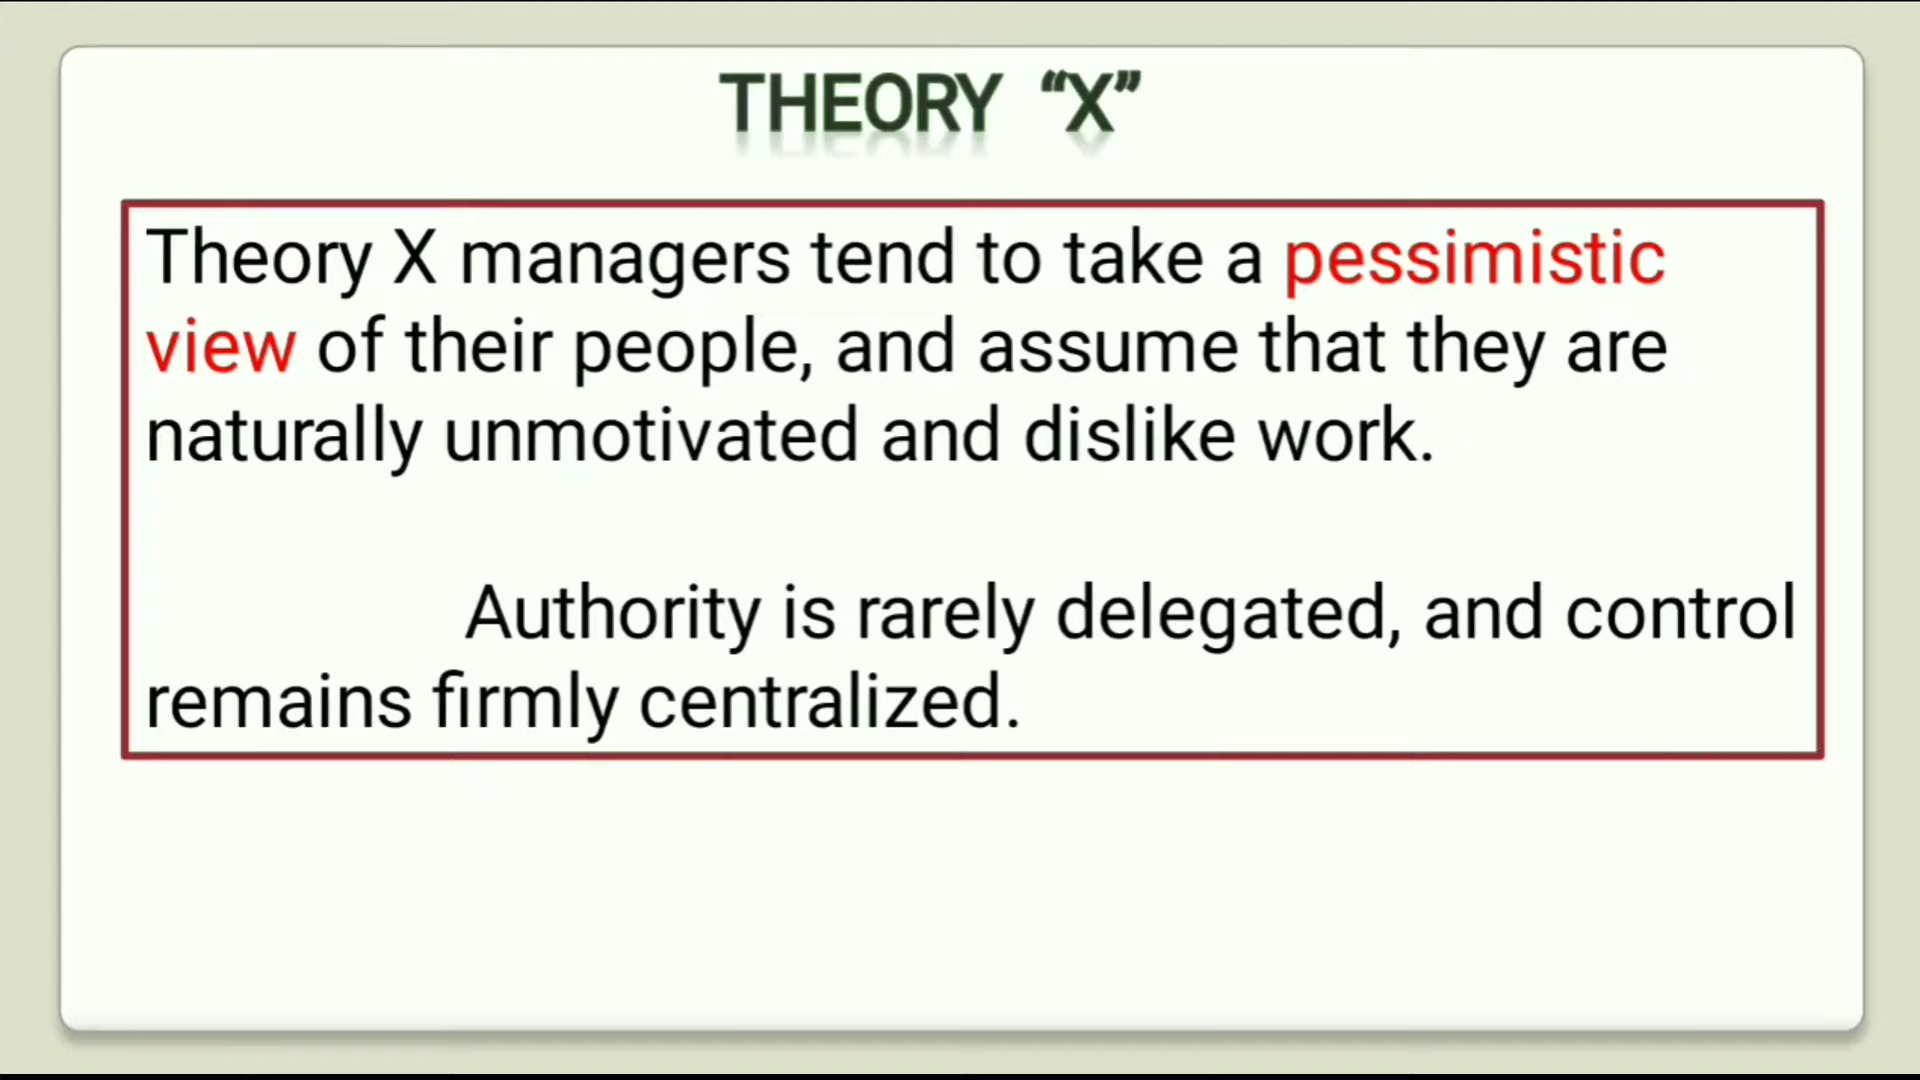 THEORY “X”
Theory X managers tend to take a pessimistic
view of their people, and assume that they are
naturally unmotivated and dislike work.
Authority is rarely delegated, and control
remains firmly centralized.